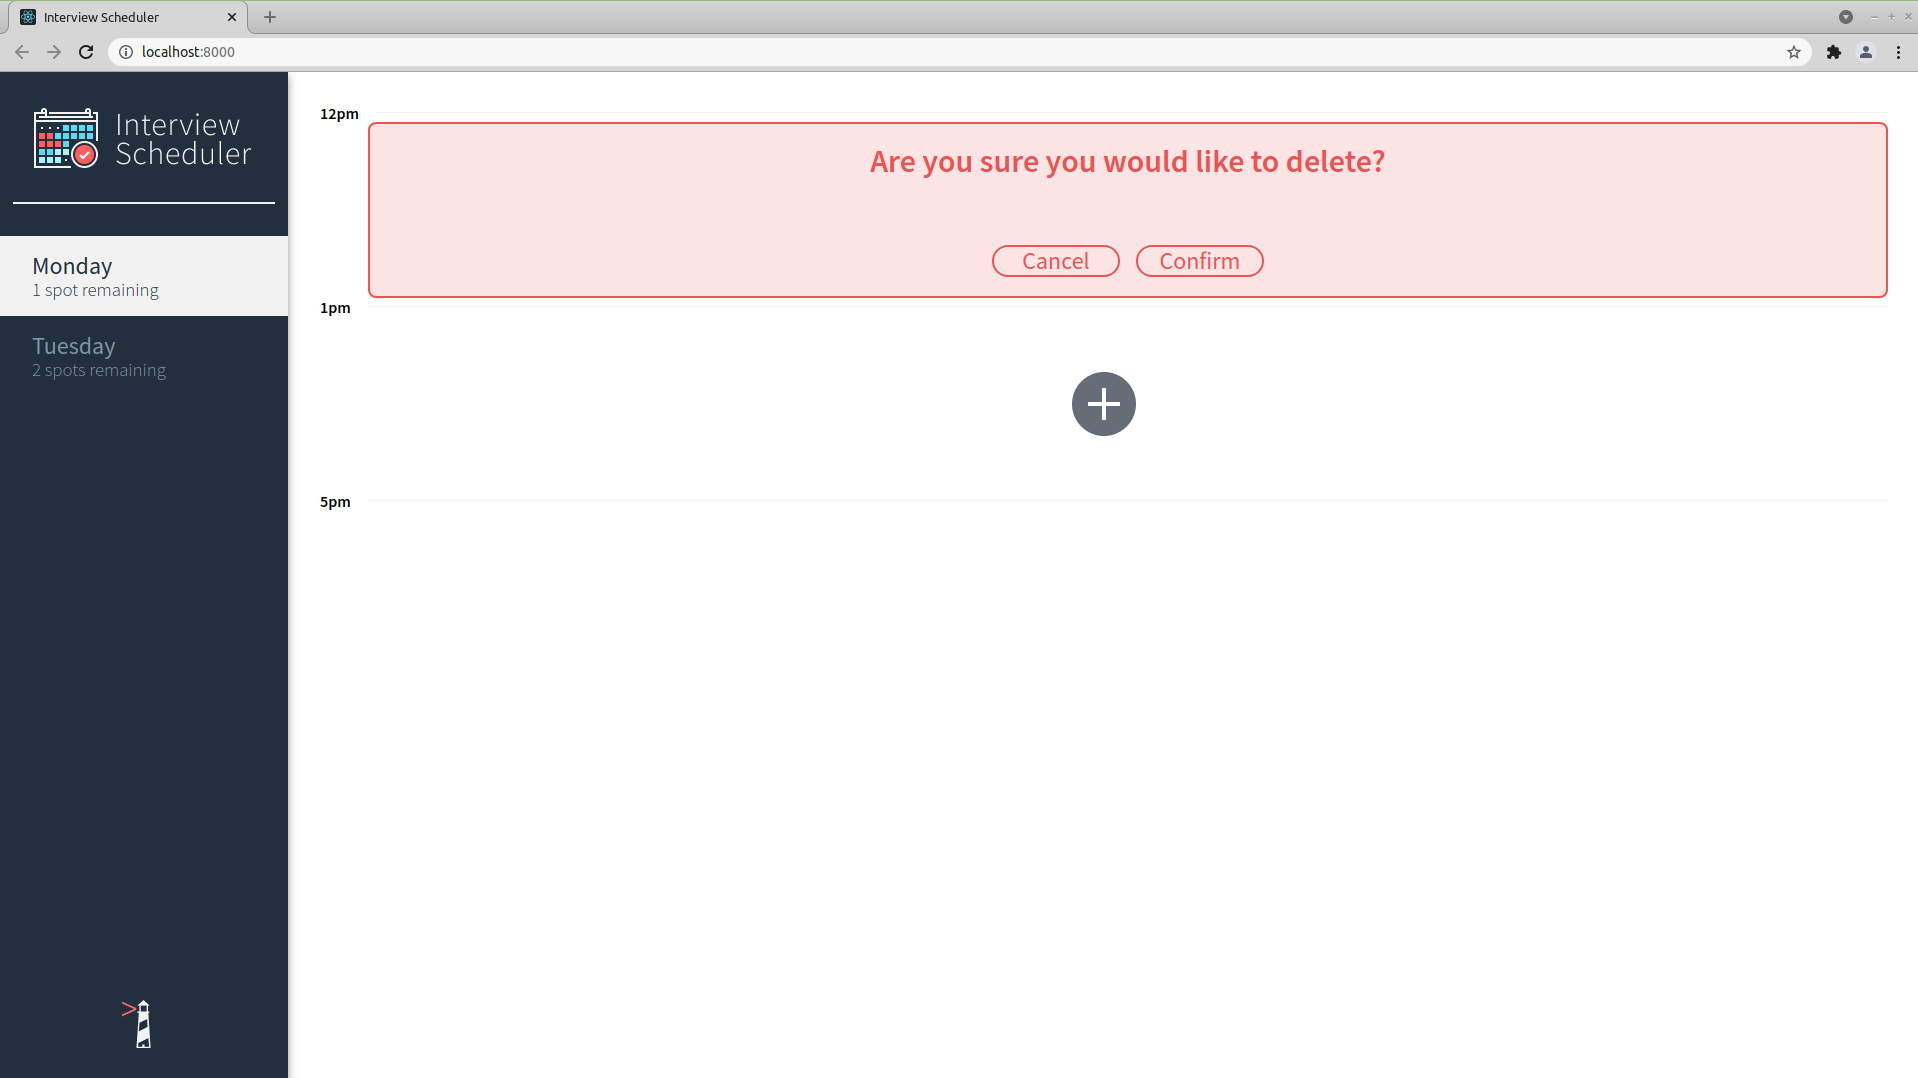 Interview Scheduler
localhost:8000
Interview
Scheduler
Monday
1 spot remaining
Tuesday
2 spots remaining
12pm
Are you sure you would like to delete?
Cancel Confirm
1pm
5pm